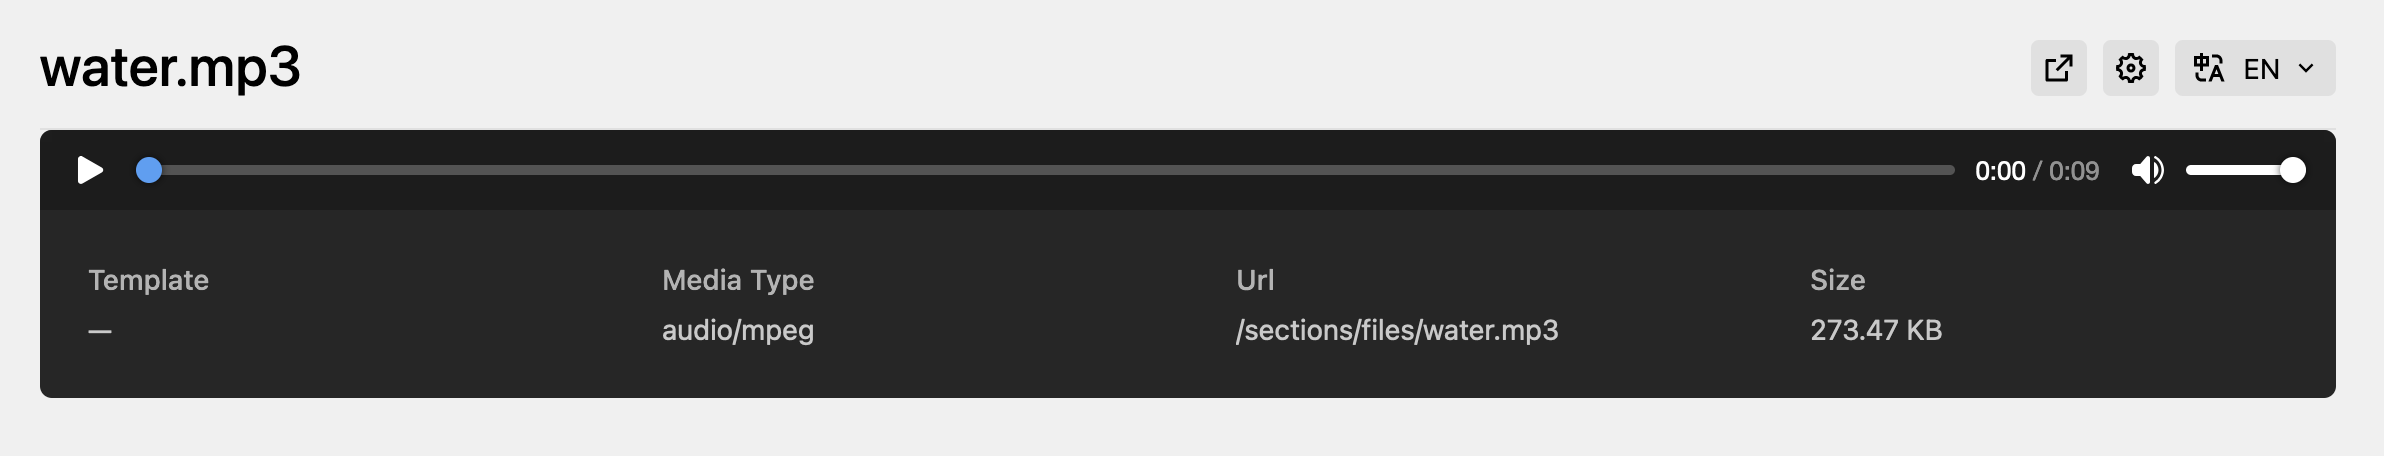 water.mp3
EN
0:00 / 0:09
Template
Media Type
Url
Size
—
audio/mpeg
/sections/files/water.mp3
273.47 KB